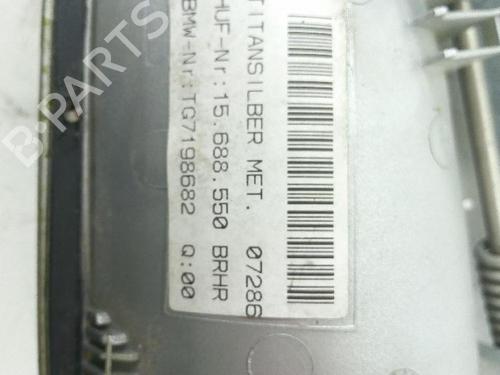 TITANSILBER MET. 07286
HUF-Nr:15.688.550 BRHR
BMW-Nr:TG7198682 Q:00
B-PARTS